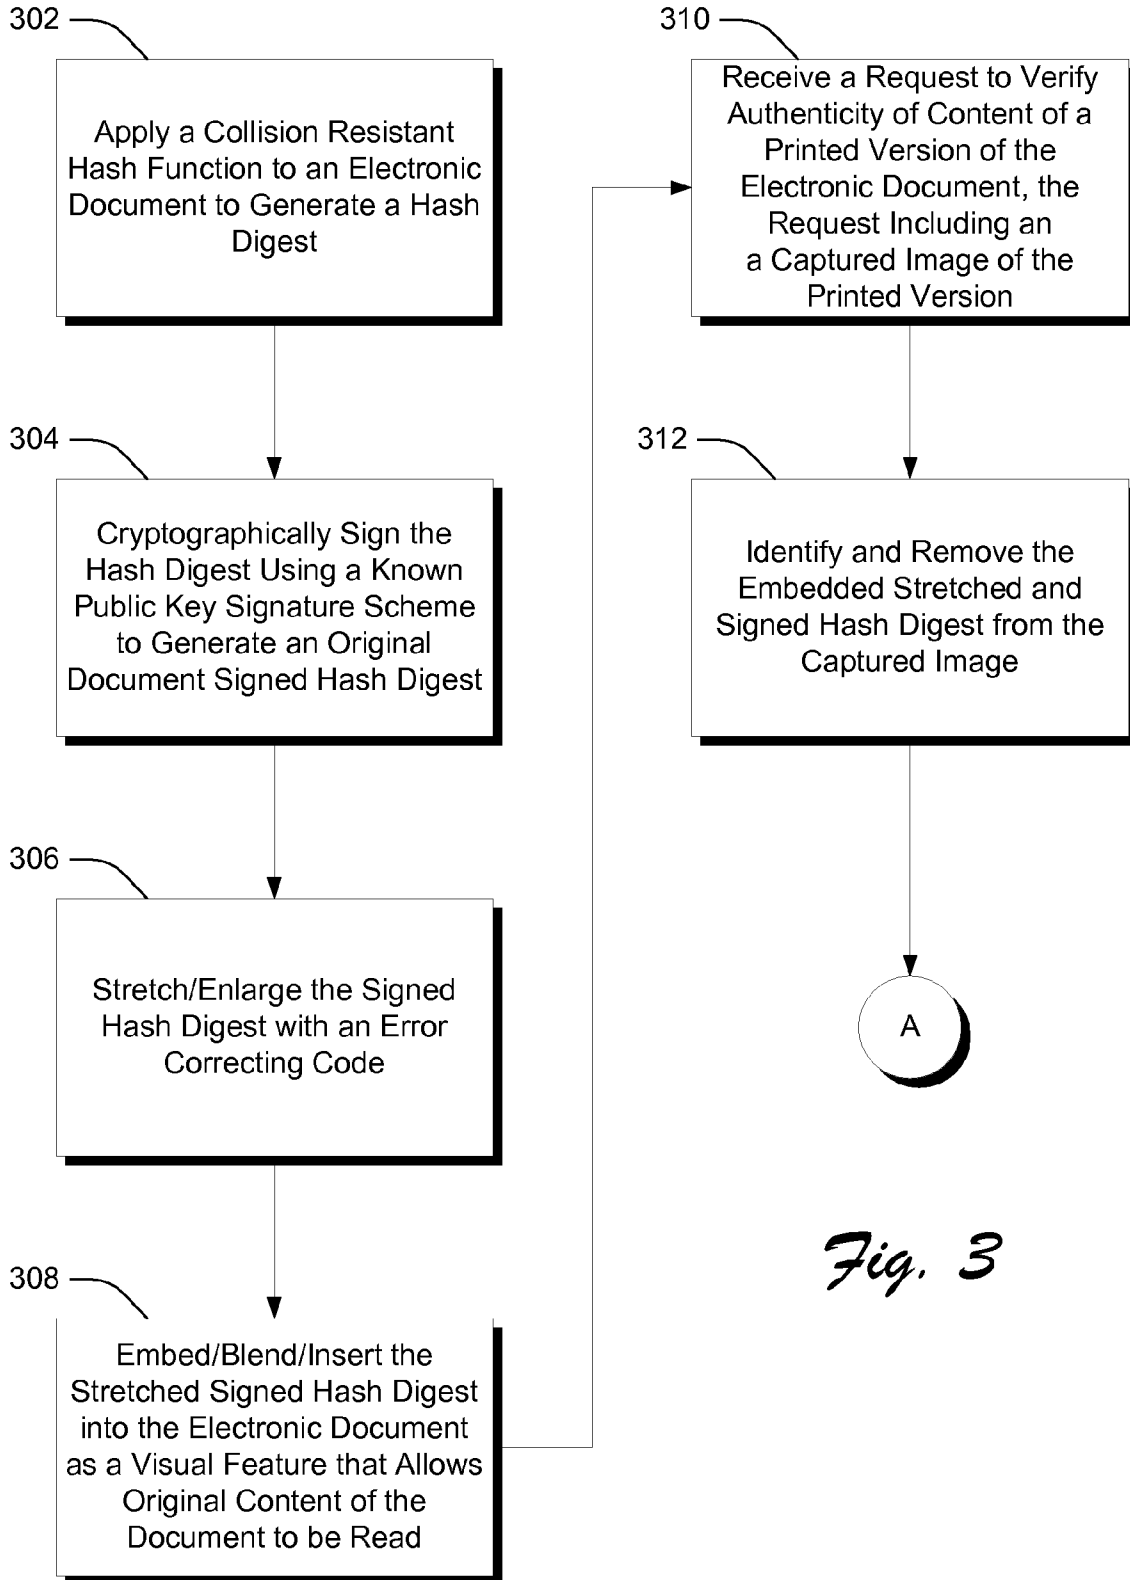 302
Apply a Collision Resistant
Hash Function to an Electronic
Document to Generate a Hash
Digest
304
Cryptographically Sign the
Hash Digest Using a Known
Public Key Signature Scheme
to Generate an Original
Document Signed Hash Digest
306
Stretch/Enlarge the Signed
Hash Digest with an Error
Correcting Code
308
Embed/Blend/Insert the
Stretched Signed Hash Digest
into the Electronic Document
as a Visual Feature that Allows
Original Content of the
Document to be Read
310
Receive a Request to Verify
Authenticity of Content of a
Printed Version of the
Electronic Document, the
Request Including an
a Captured Image of the
Printed Version
312
Identify and Remove the
Embedded Stretched and
Signed Hash Digest from the
Captured Image
A
Fig. 3